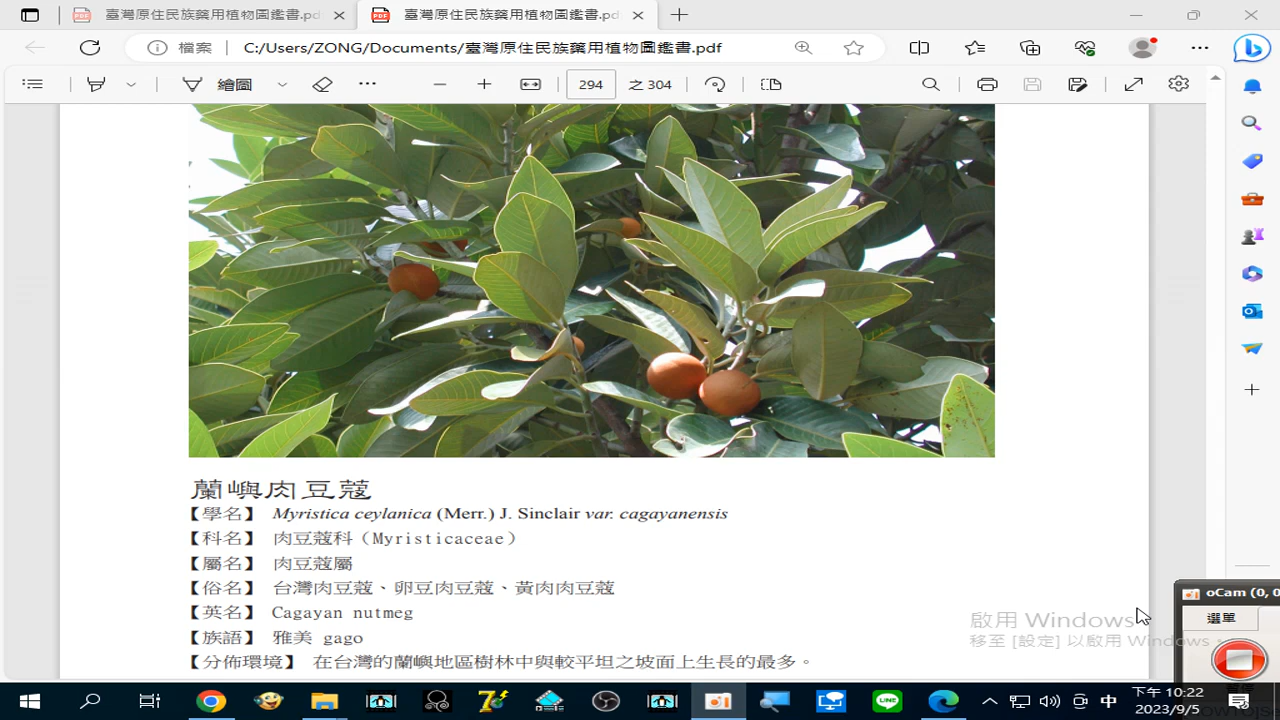 臺灣原住民族藥用植物圖鑑書.pdf
臺灣原住民族藥用植物圖鑑書.pdf
檔案
C:/Users/ZONG/Documents/臺灣原住民族藥用植物圖鑑書.pdf
繪圖
294 之 304
蘭嶼肉豆蔻
【學名】 Myristica ceylanica (Merr.) J. Sinclair var. cagayanensis
【科名】 肉豆蔻科（Myristicaceae）
【屬名】 肉豆蔻屬
【俗名】 台灣肉豆蔻、卵豆肉豆蔻、黃肉肉豆蔻
【英名】 Cagayan nutmeg
【族語】 雅美 gago
【分佈環境】 在台灣的蘭嶼地區樹林中與較平坦之坡面上生長的最多。
啟用 Windows
移至 [設定] 以啟用 Windows。
oCam (0, 0
選單
中
下午 10:22
2023/9/5